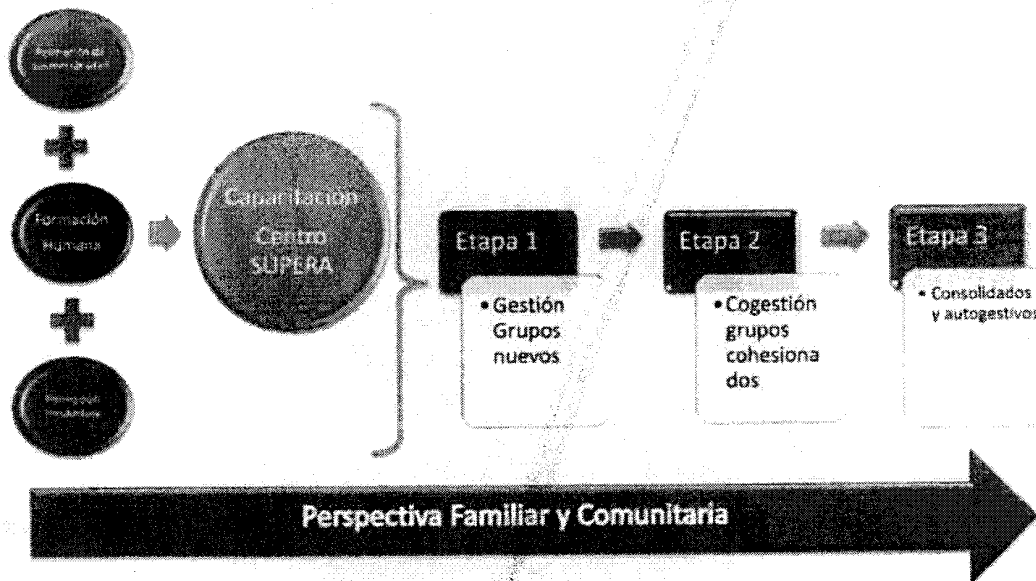 Formación
Humana
Capacitación
Centro
SUPERA
Etapa 1
• Gestión
Grupos
nuevos
Etapa 2
• Cogestión
grupos
cohesiona
dos
Etapa 3
• Consolidados
y autogestivos
Perspectiva Familiar y Comunitaria